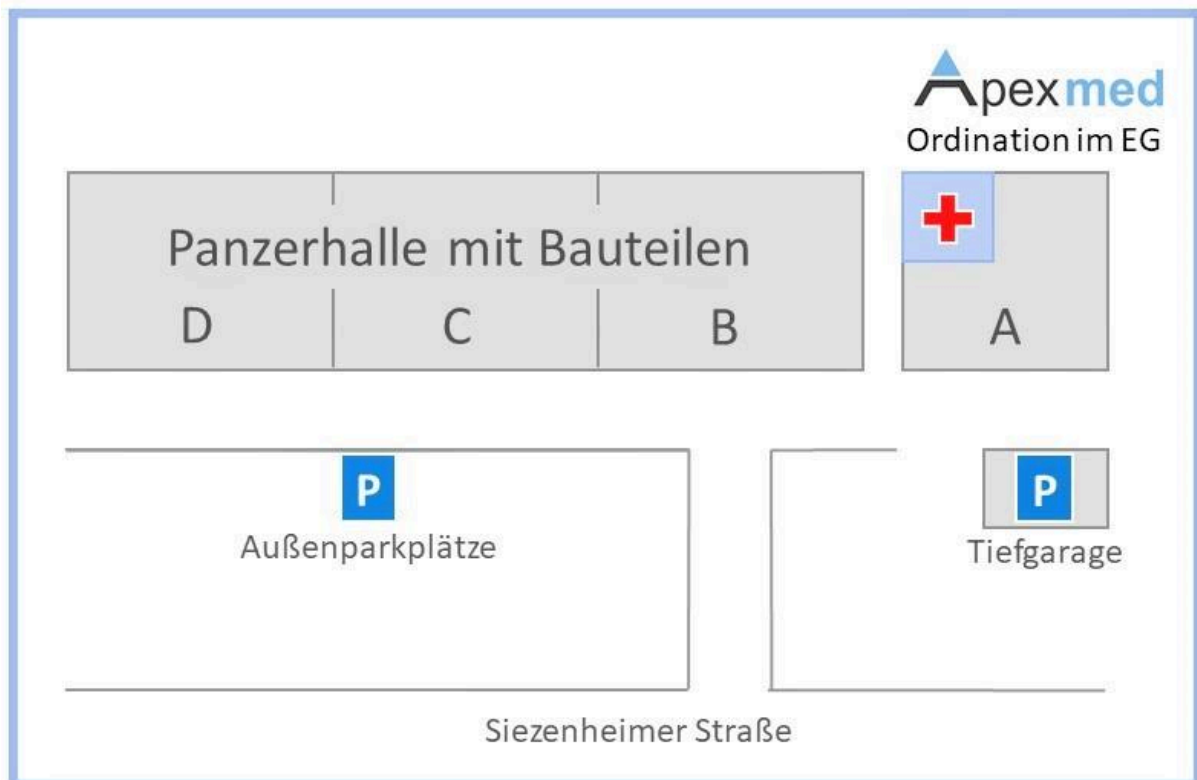 Apexmed
Ordination im EG
Panzerhalle mit Bauteilen
D C B A
P P
Außenparkplätze Tiefgarage
Siezenheimer Straße